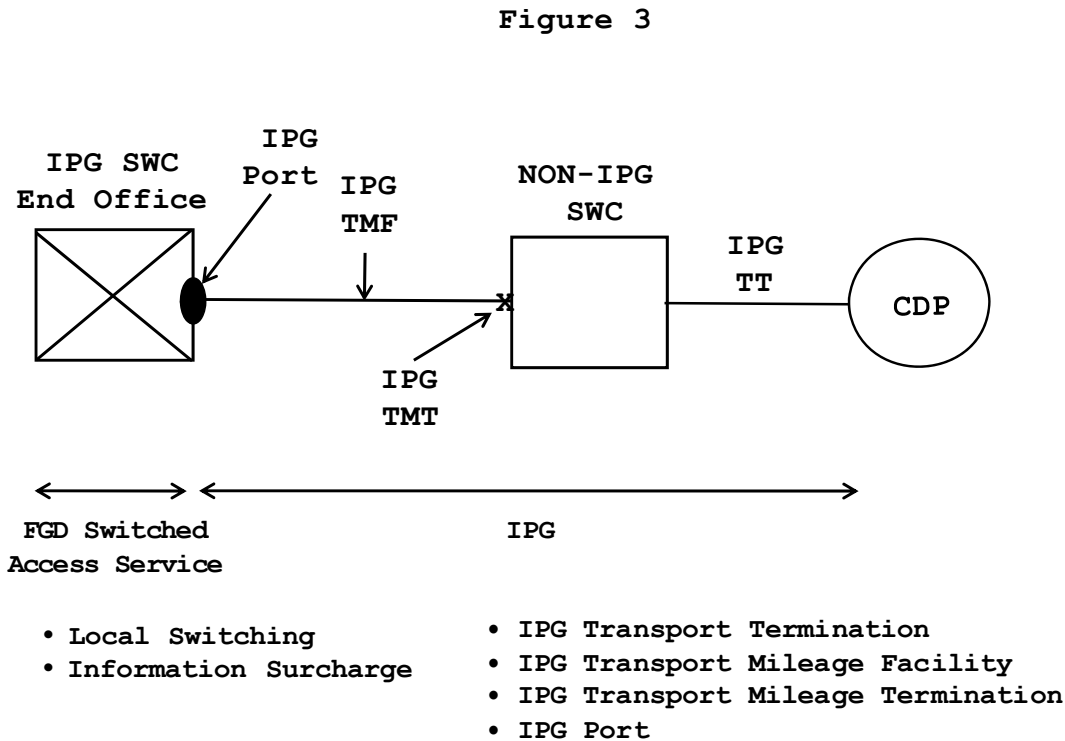 Figure 3
IPG
Port
IPG SWC
End Office
IPG
TMF
NON-IPG
SWC
IPG
TT
CDP
X
IPG
TMT
FGD Switched
Access Service
IPG
• Local Switching
• Information Surcharge
• IPG Transport Termination
• IPG Transport Mileage Facility
• IPG Transport Mileage Termination
• IPG Port